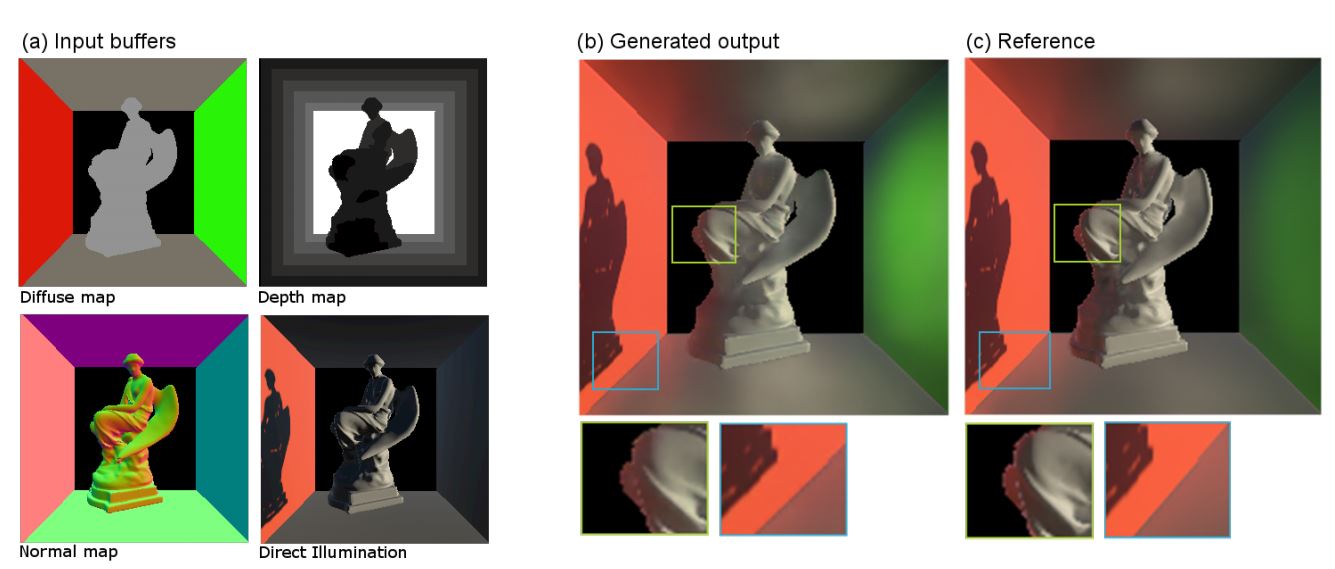 (a) Input buffers
(b) Generated output
(c) Reference
Diffuse map
Depth map
Normal map
Direct Illumination